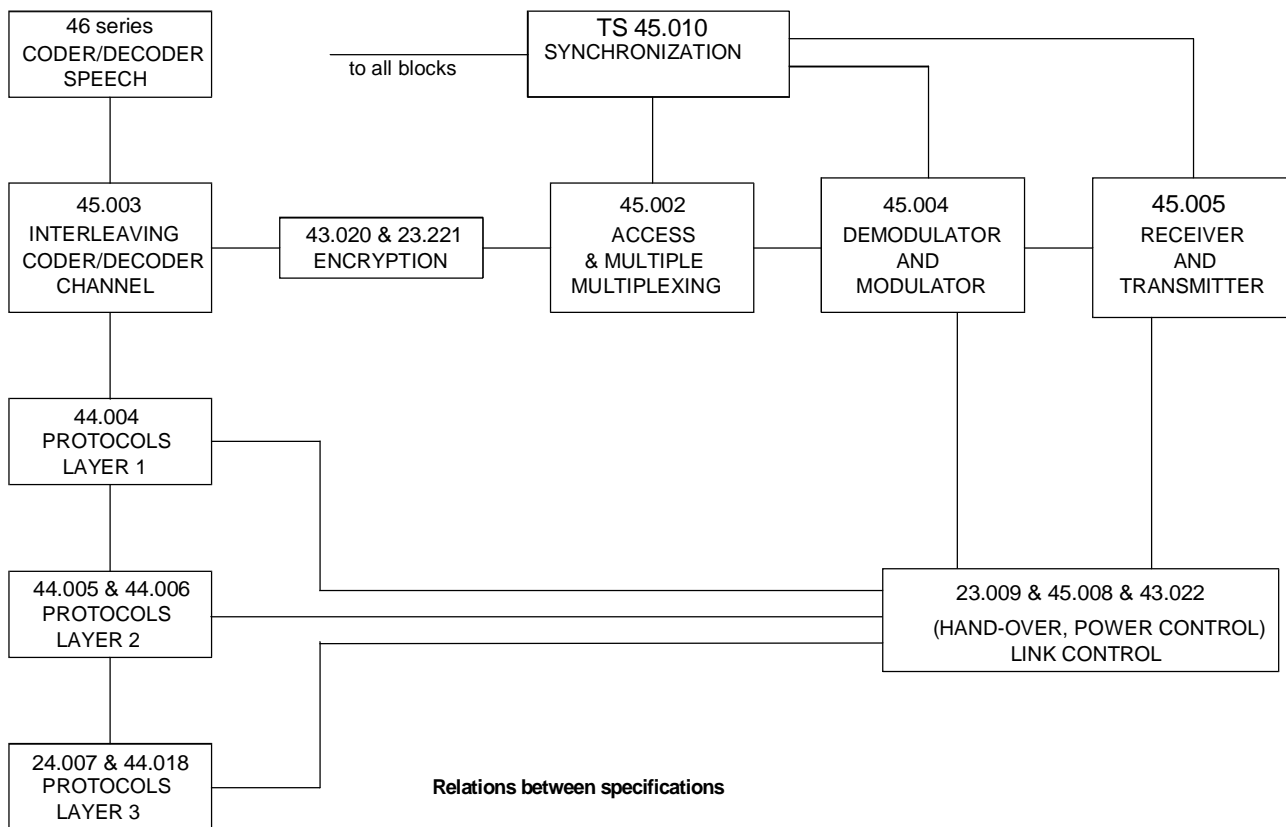 46 series
CODER/DECODER
SPEECH
to all blocks
TS 45.010
SYNCHRONIZATION
45.003
INTERLEAVING
CODER/DECODER
CHANNEL
43.020 & 23.221
ENCRYPTION
45.002
ACCESS
& MULTIPLE
MULTIPLEXING
45.004
DEMODULATOR
AND
MODULATOR
45.005
RECEIVER
AND
TRANSMITTER
44.004
PROTOCOLS
LAYER 1
44.005 & 44.006
PROTOCOLS
LAYER 2
23.009 & 45.008 & 43.022
(HAND-OVER, POWER CONTROL)
LINK CONTROL
24.007 & 44.018
PROTOCOLS
LAYER 3
Relations between specifications